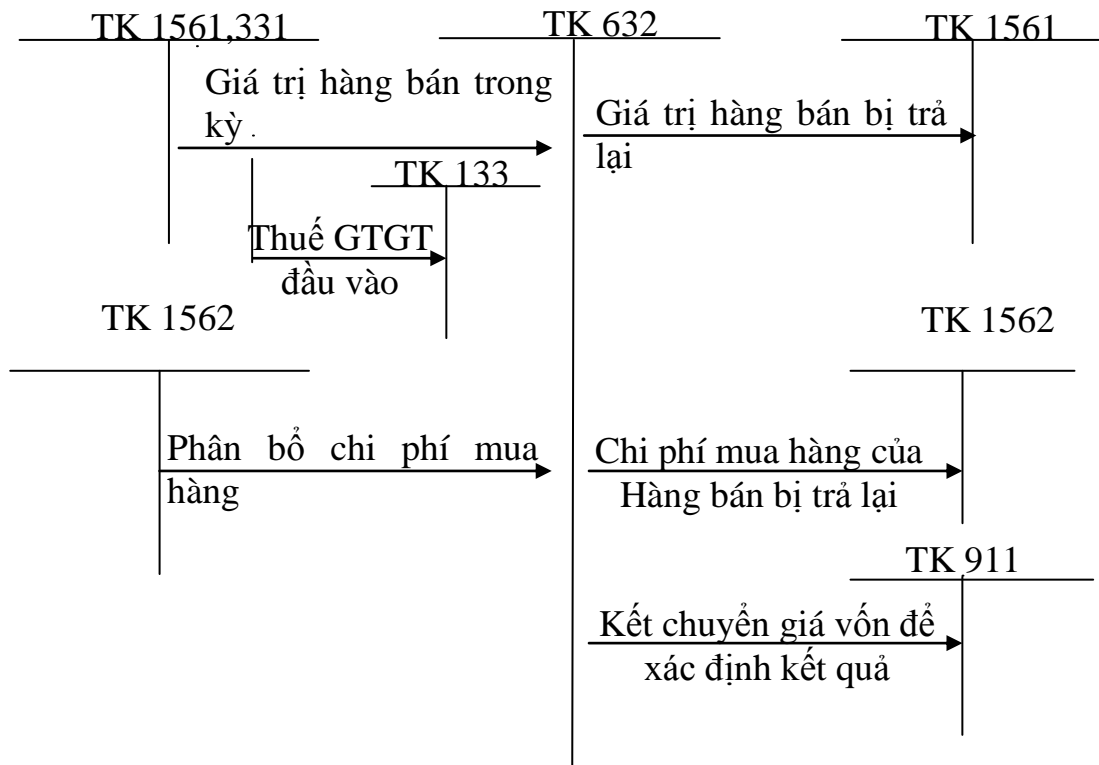 TK 1561,331
TK 632
TK 1561
Giá trị hàng bán trong
kỳ
Giá trị hàng bán bị trả
lại
TK 133
Thuế GTGT
đầu vào
TK 1562
TK 1562
Phân bổ chi phí mua
hàng
Chi phí mua hàng của
Hàng bán bị trả lại
TK 911
Kết chuyển giá vốn để
xác định kết quả